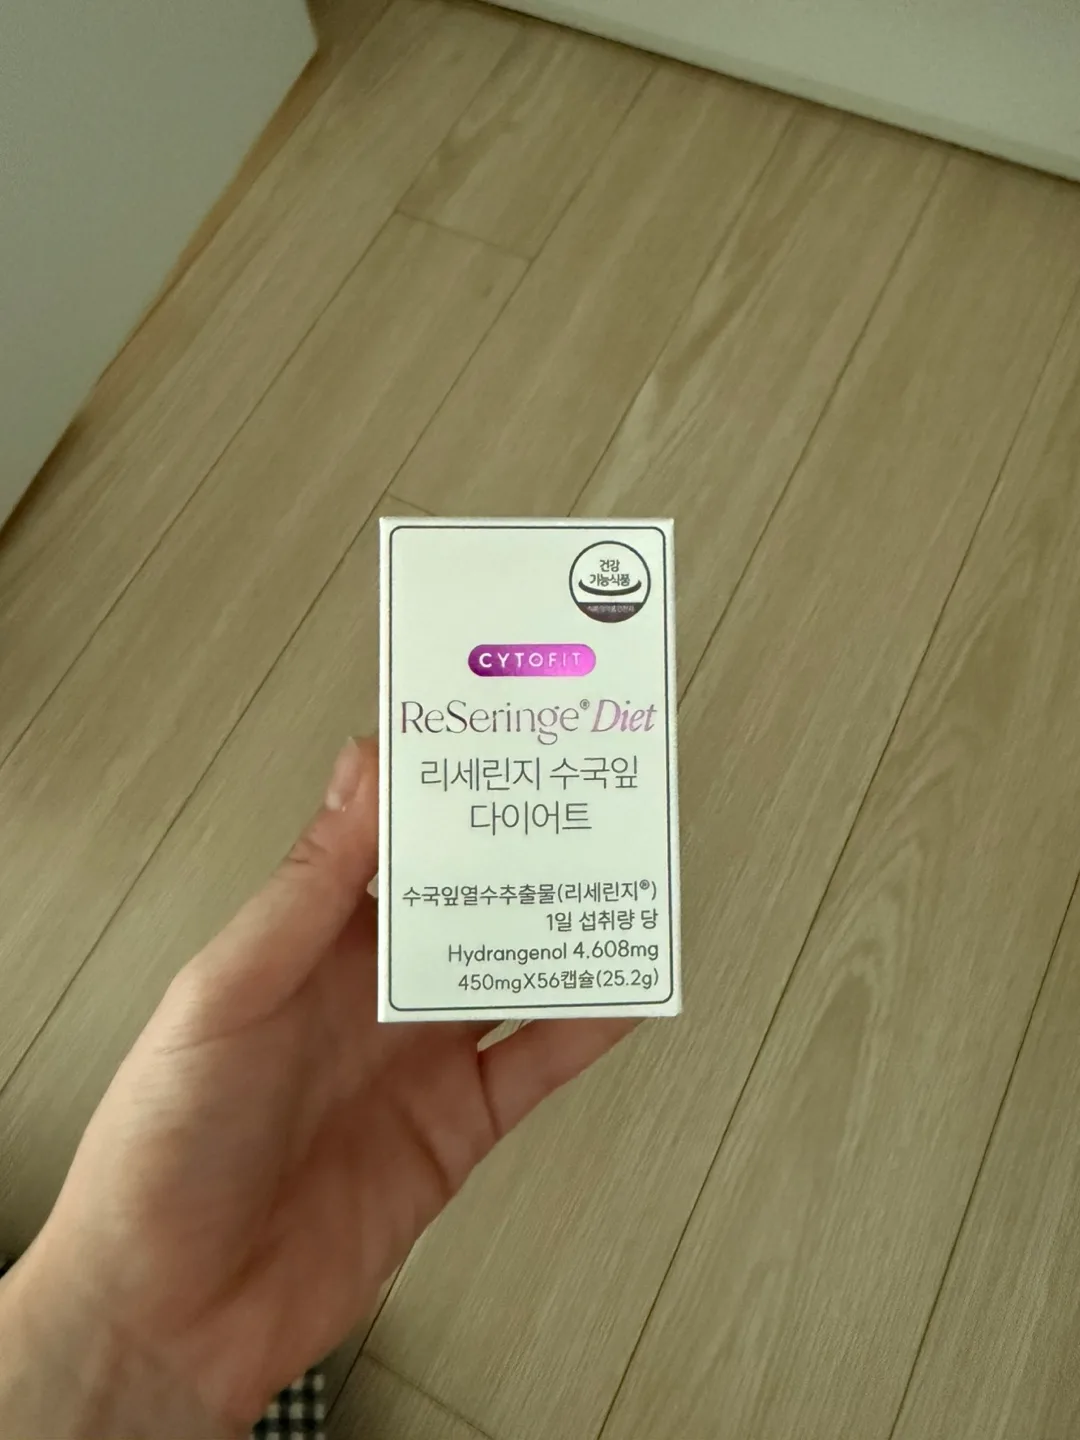 건강
기능식품
CYTOFIT
ReSeringe® Diet
리세린지 수국잎
다이어트
수국잎열수추출물(리세린지®)
1일 섭취량 당
Hydrangenol 4.608mg
450mgX56캡슐(25.2g)